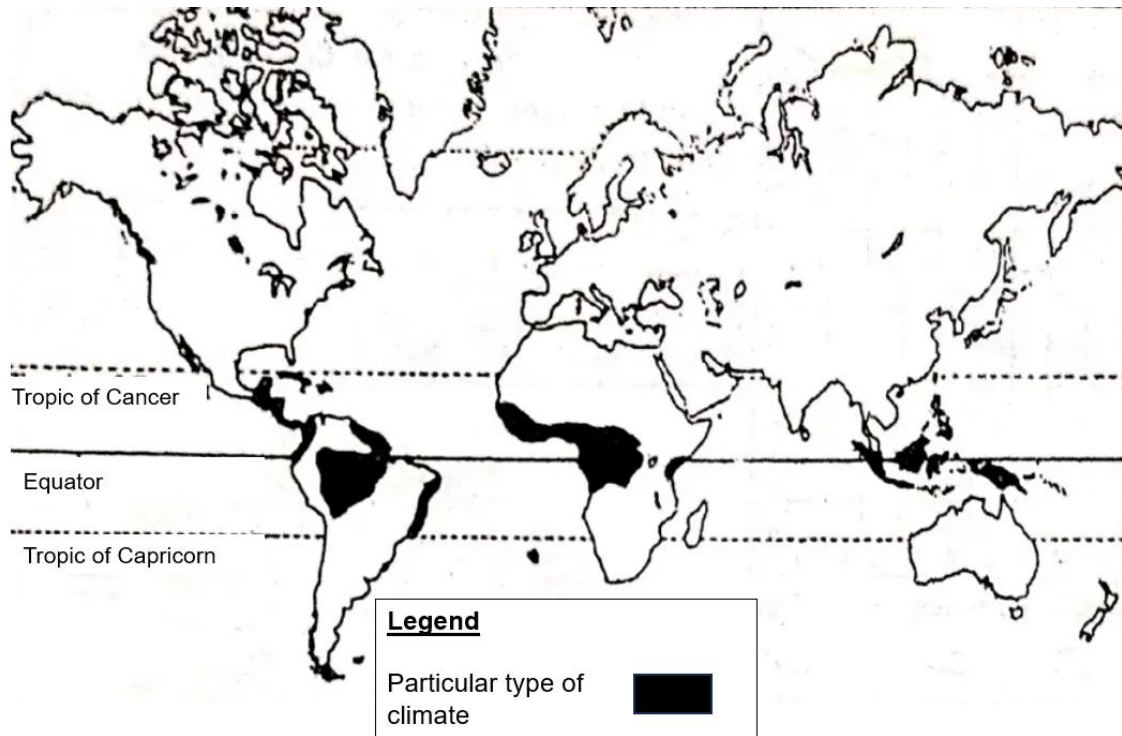 Tropic of Cancer
Equator
Tropic of Capricorn
Legend
Particular type of
climate